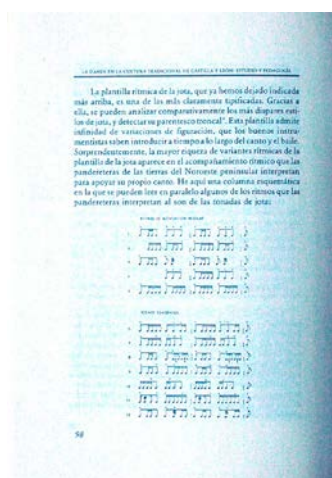 LA DANZA EN LA CULTURA TRADICIONAL DE CASTILLA Y LEÓN: ESTUDIO Y PEDAGOGÍA
La plantilla rítmica de la jota, que ya hemos dejado indicada
más arriba, es una de las más claramente tipificadas. Gracias a
ella, se pueden analizar comparativamente los más dispares esti-
los de jota, y detectar su parentesco troncal". Esta plantilla admite
infinidad de variaciones de figuración, que los buenos instru-
mentistas saben introducir a tiempo a lo largo del canto y el baile.
Sorprendentemente, la mayor riqueza de variantes rítmicas de la
plantilla de la jota aparece en el acompañamiento rítmico que las
pandereteras de las tierras del Noroeste peninsular interpretan
para apoyar su propio canto. He aquí una columna esquemática
en la que se pueden leer en paralelo algunos de los ritmos que las
pandereteras interpretan al son de las tonadas de jota:
98